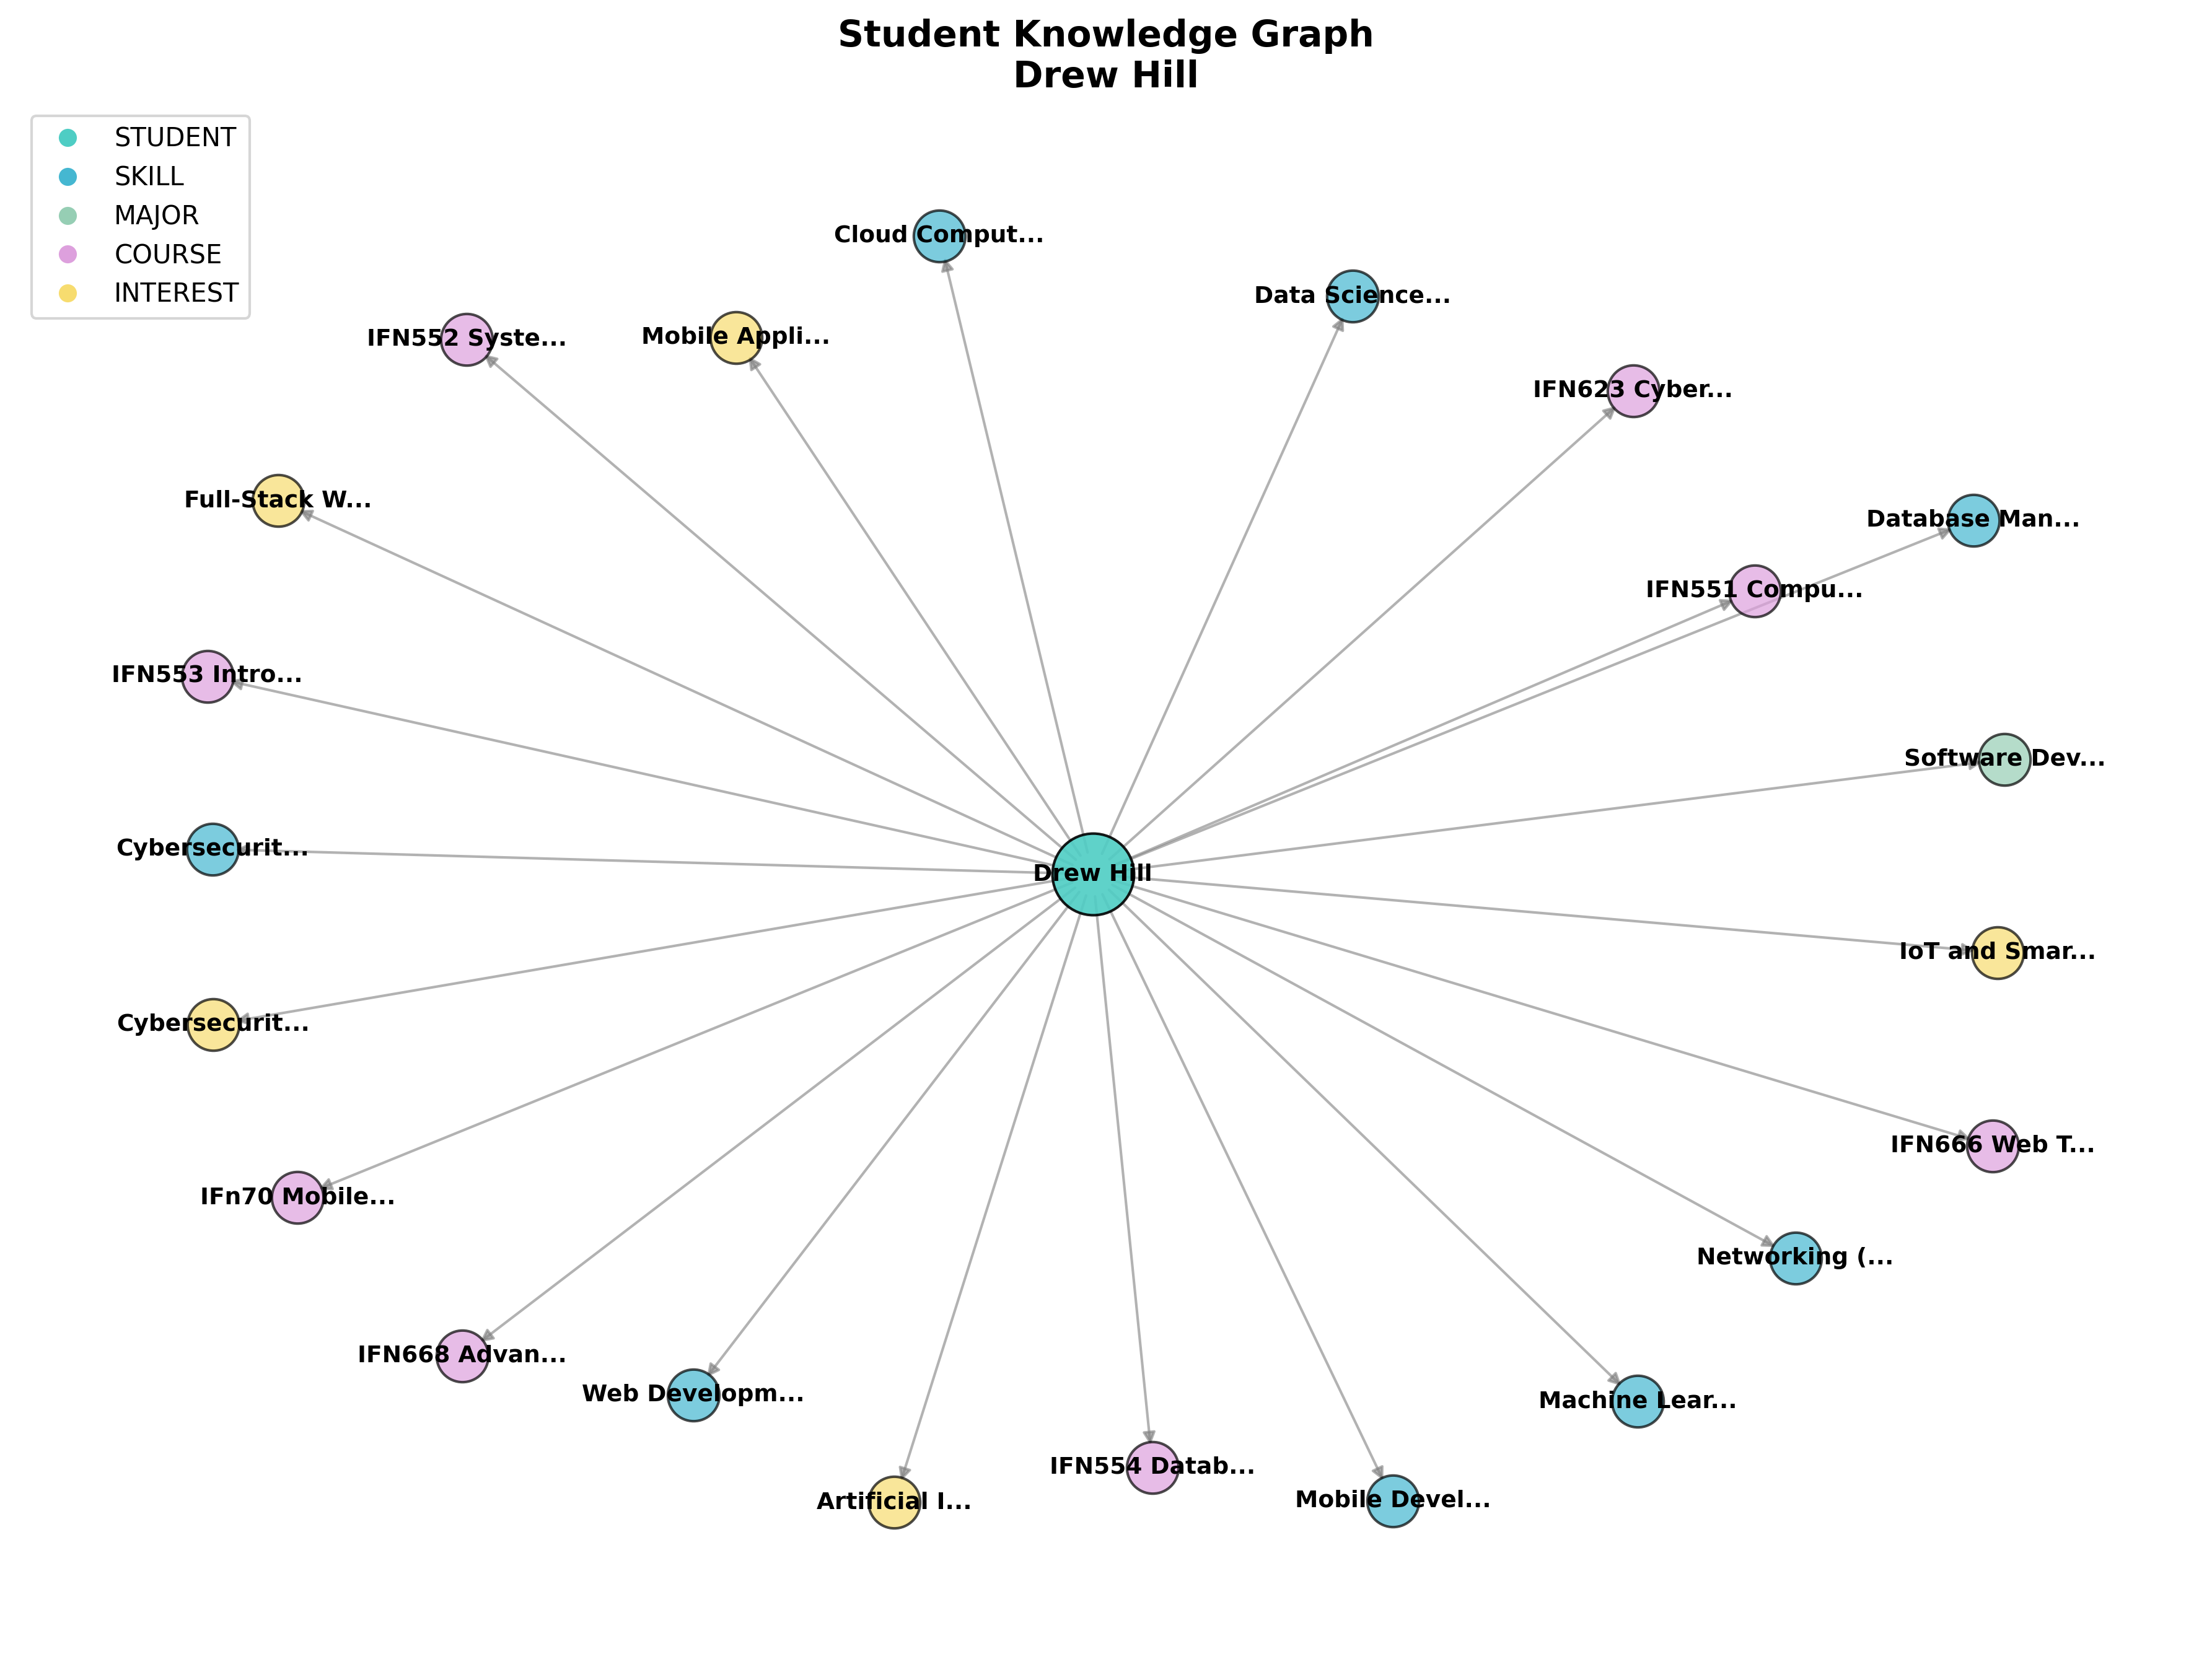 Student Knowledge Graph
Drew Hill
STUDENT
SKILL
MAJOR
COURSE
INTEREST
Cloud Comput...
Data Science...
IFN552 Syste...
Mobile Appli...
IFN623 Cyber...
Full-Stack W...
Database Man...
IFN551 Compu...
IFN553 Intro...
Software Dev...
Cybersecurit...
Drew Hill
IoT and Smar...
Cybersecurit...
IFN666 Web T...
IFn70 Mobile...
Networking (...
IFN668 Advan...
Web Developm...
Machine Lear...
IFN554 Datab...
Artificial I...
Mobile Devel...